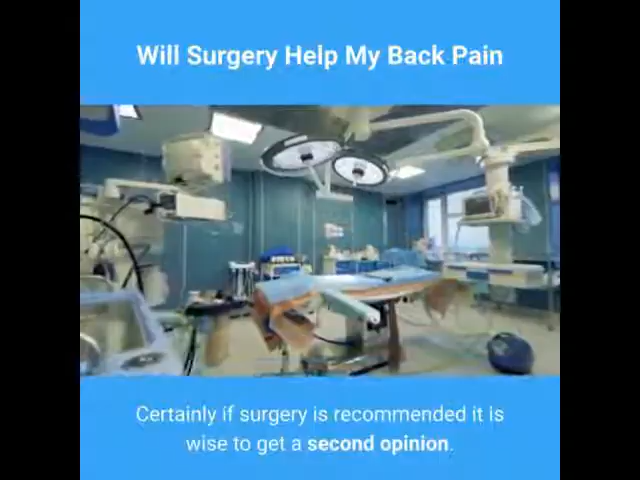 Will Surgery Help My Back Pain
Certainly if surgery is recommended it is
wise to get a second opinion.